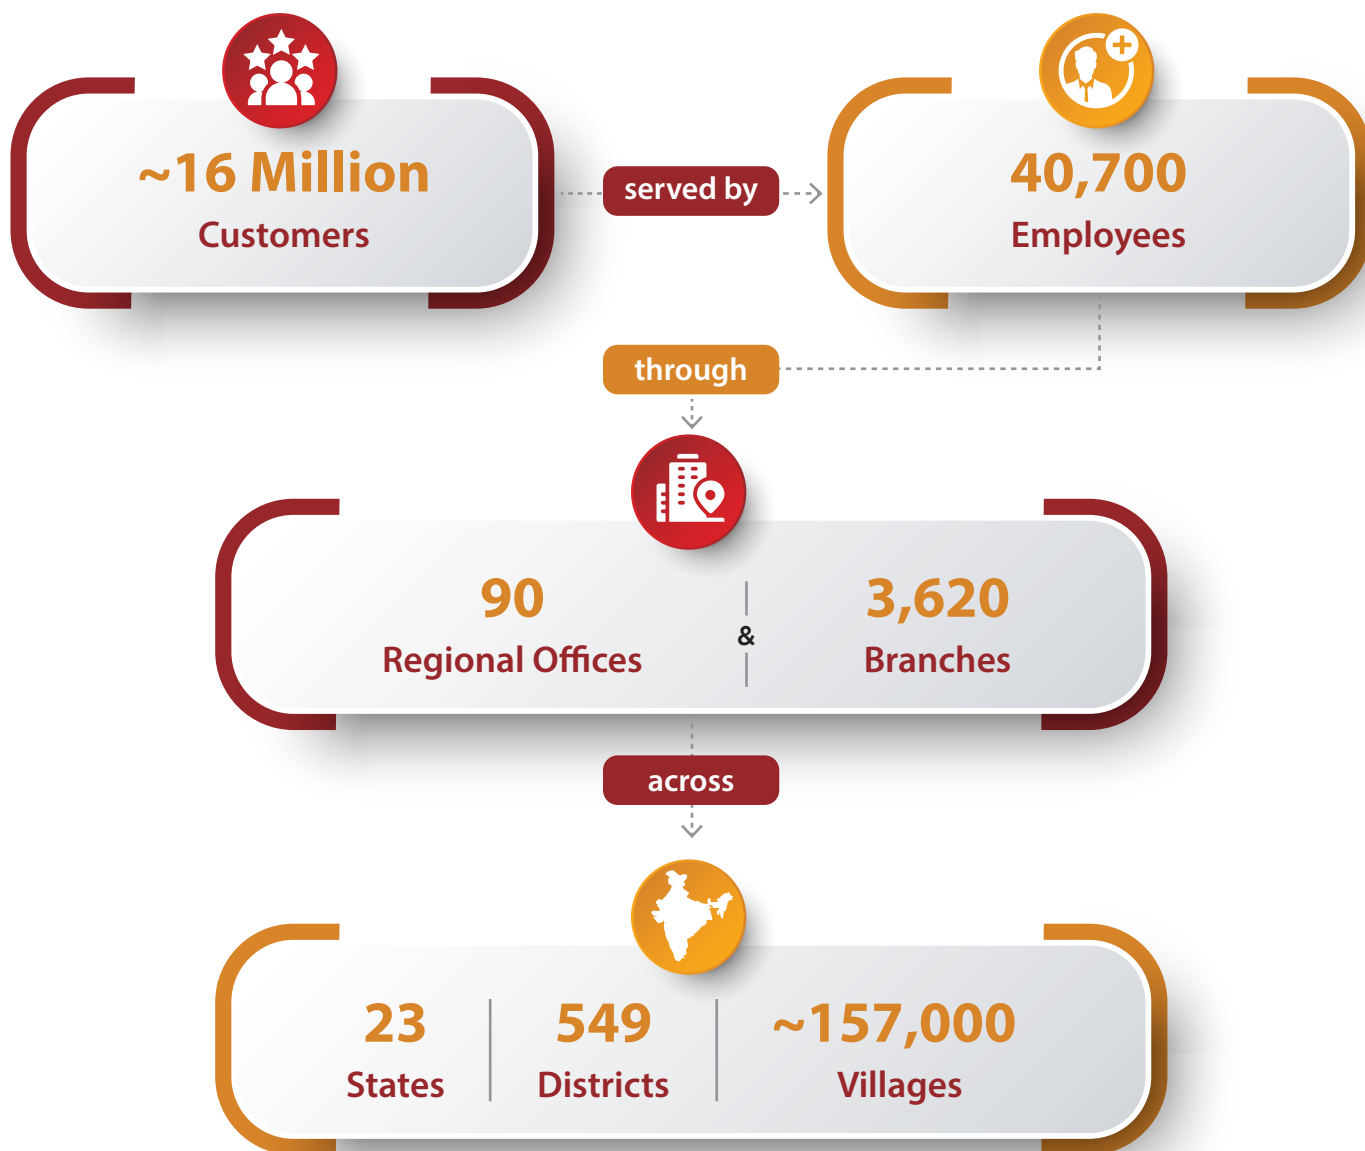 ~16 Million
Customers
served by
40,700
Employees
through
90
Regional Offices
&
3,620
Branches
across
23
States
549
Districts
~157,000
Villages